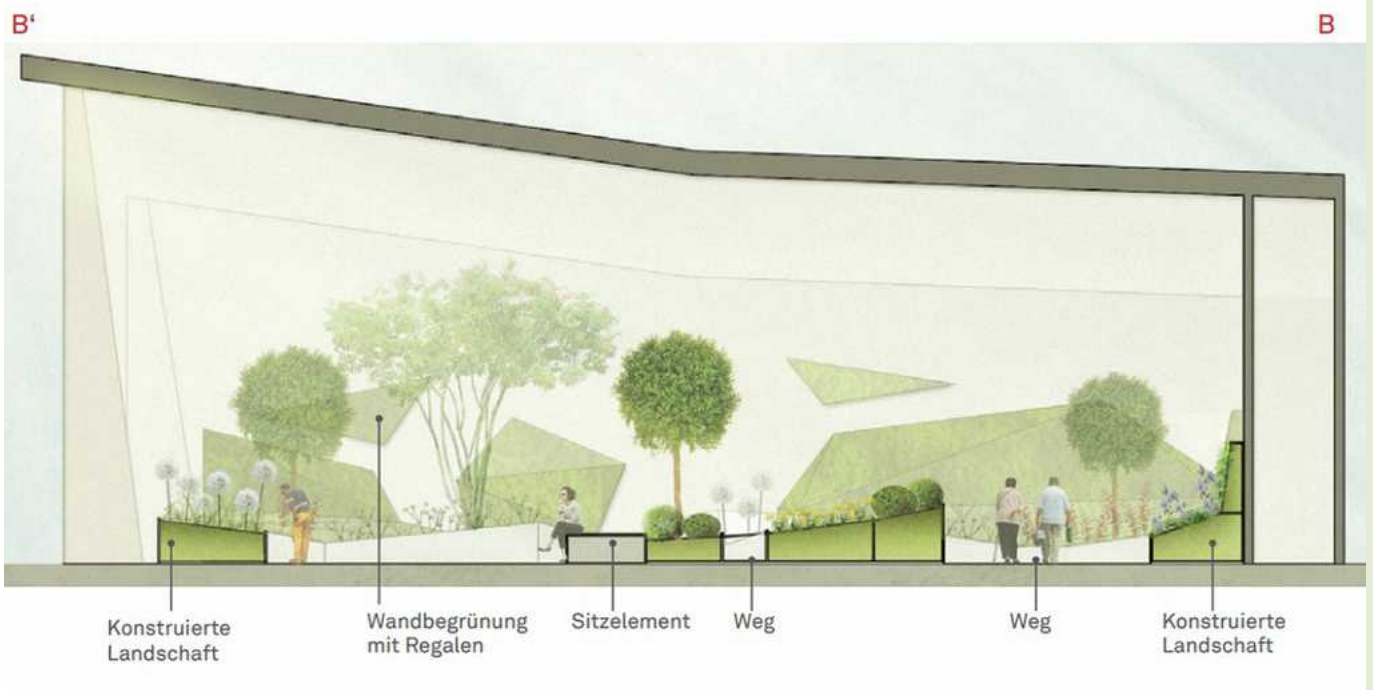 B‘
B
Konstruierte
Landschaft
Wandbegrünung
mit Regalen
Sitzelement
Weg
Weg
Konstruierte
Landschaft